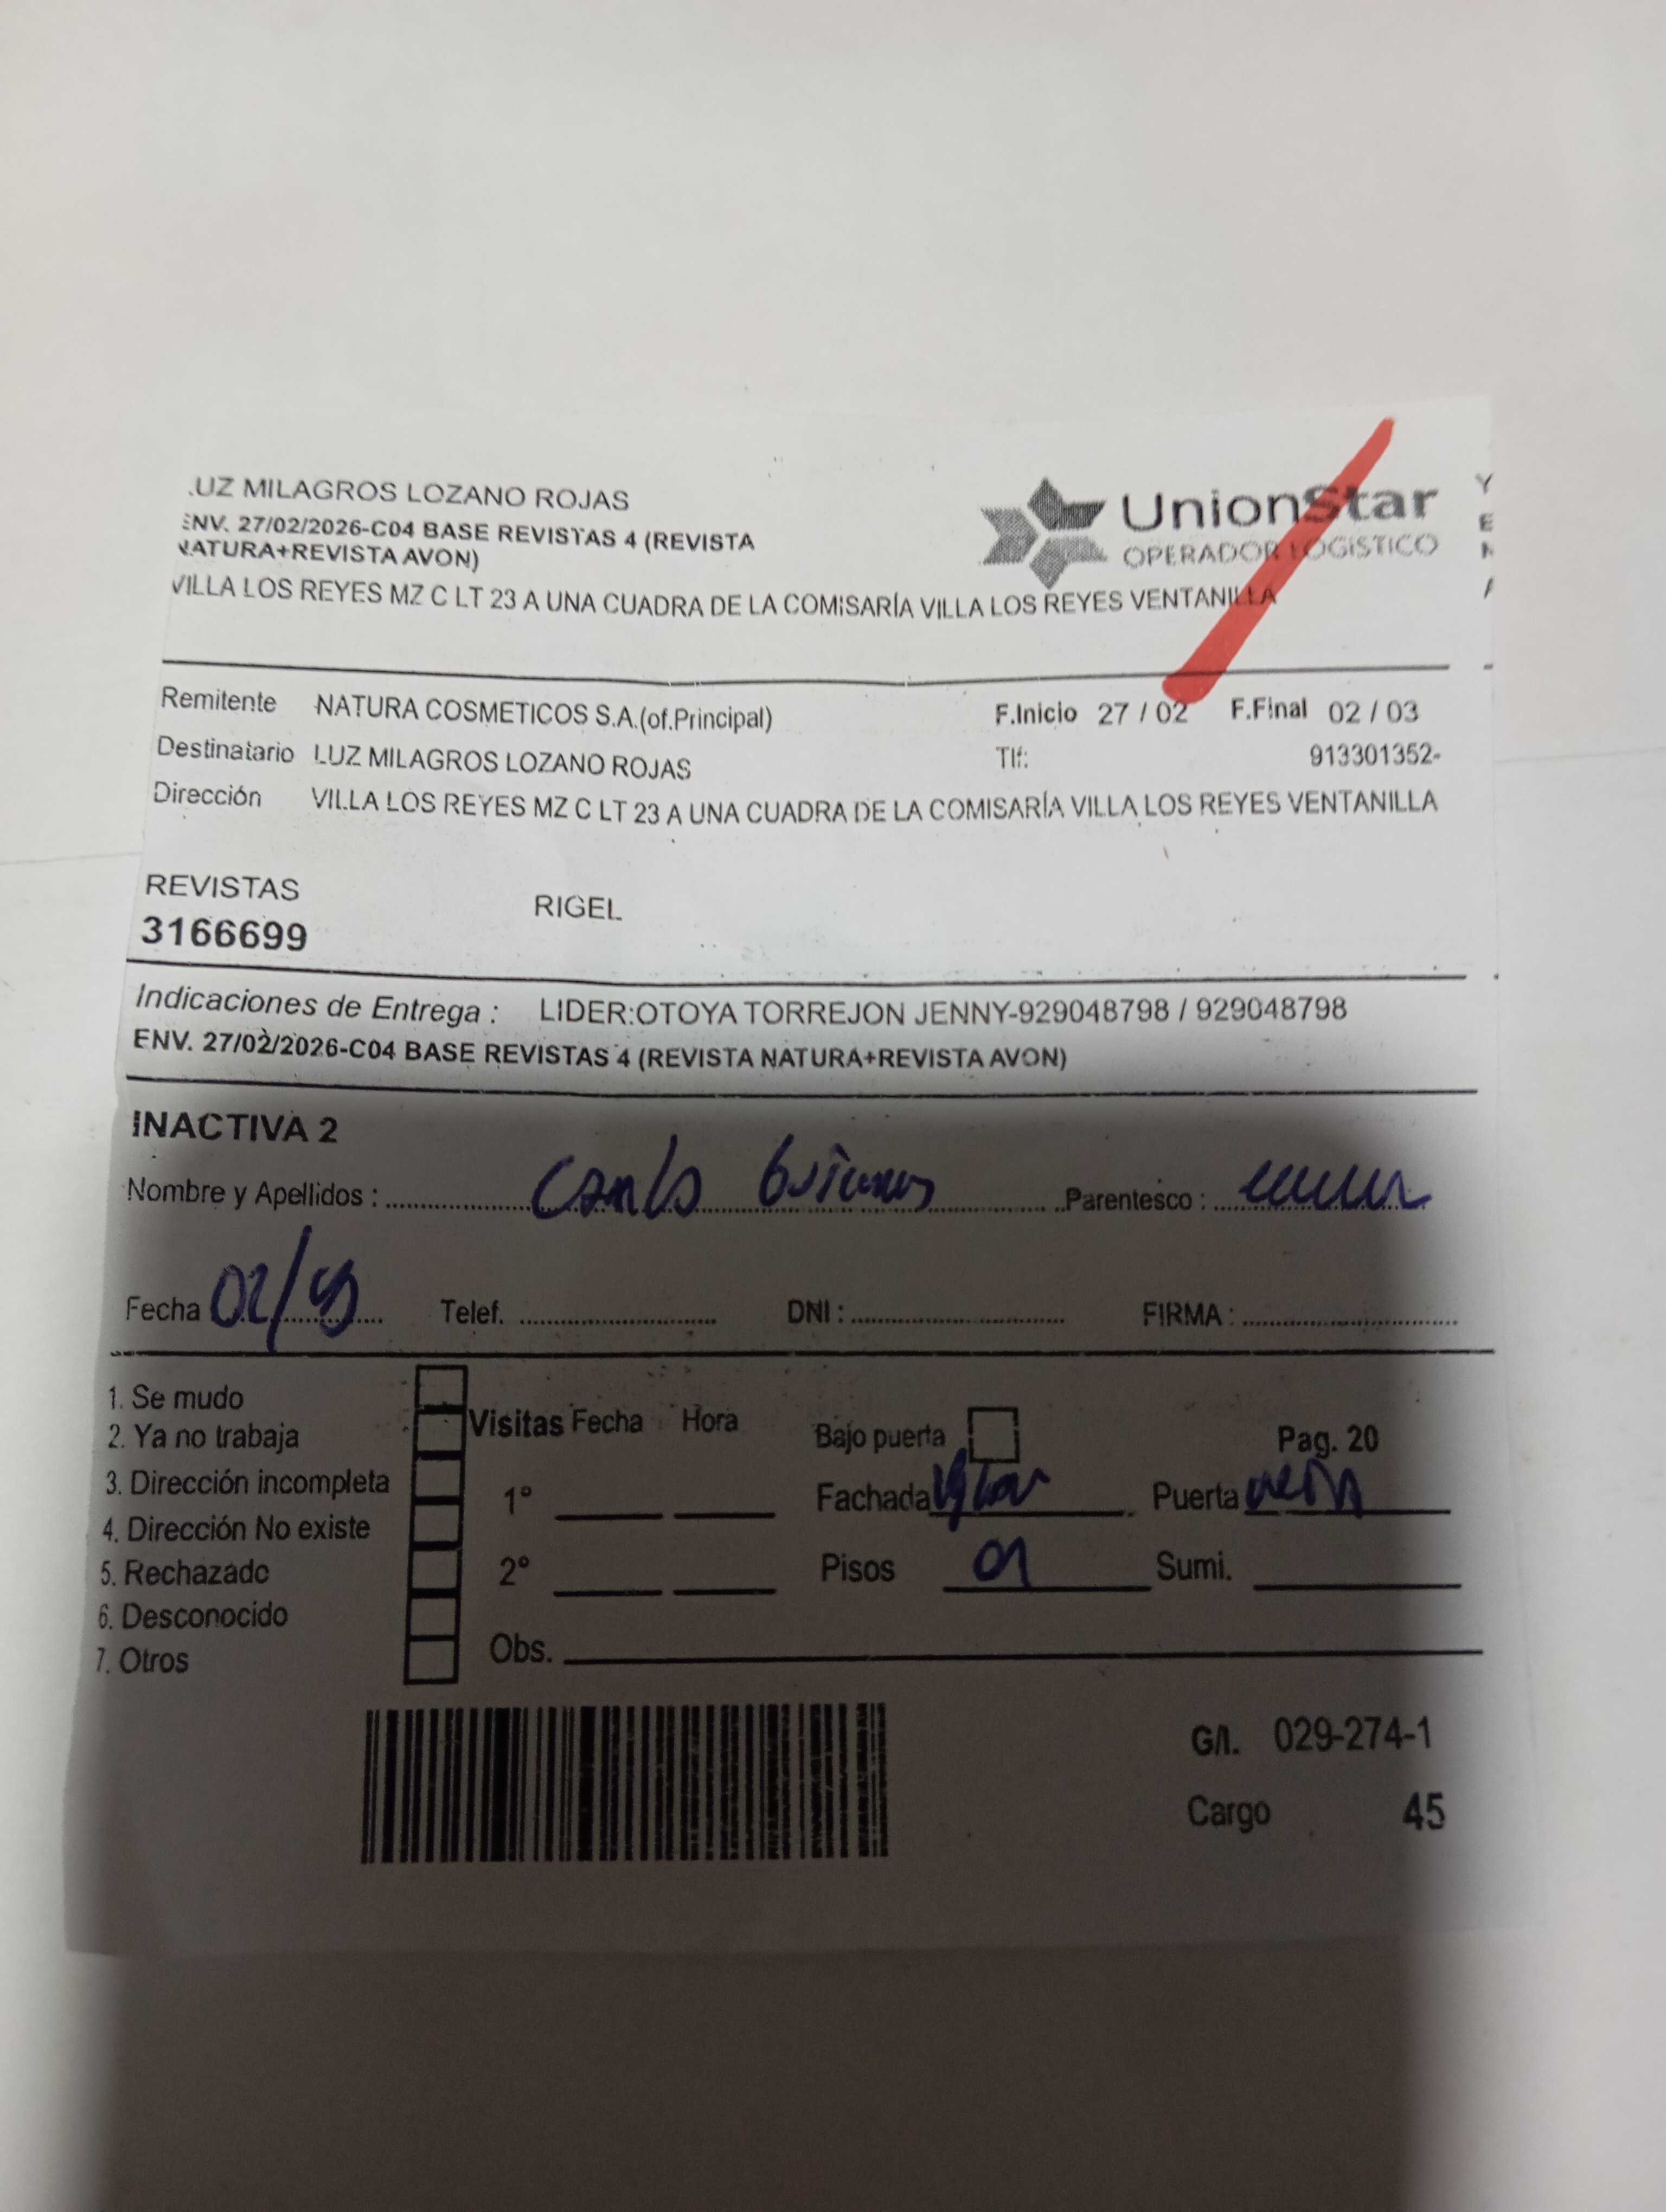 .UZ MILAGROS LOZANO ROJAS
ENV. 27/02/2026-C04 BASE REVISTAS 4 (REVISTA
NATURA+REVISTA AVON)
VILLA LOS REYES MZ C LT 23 A UNA CUADRA DE LA COMISARÍA VILLA LOS REYES VENTANILLA
UnionStar
OPERADOR LOGÍSTICO
Remitente NATURA COSMETICOS S.A.(of.Principal) F.Inicio 27 / 02 F.Final 02 / 03
Destinatario LUZ MILAGROS LOZANO ROJAS Tlf: 913301352-
Dirección VILLA LOS REYES MZ C LT 23 A UNA CUADRA DE LA COMISARÍA VILLA LOS REYES VENTANILLA
REVISTAS RIGEL
3166699
Indicaciones de Entrega : LIDER:OTOYA TORREJON JENNY-929048798 / 929048798
ENV. 27/02/2026-C04 BASE REVISTAS 4 (REVISTA NATURA+REVISTA AVON)
INACTIVA 2
Nombre y Apellidos : Parentesco :
Fecha Telef. DNI : FIRMA :
1. Se mudo
2. Ya no trabaja
3. Dirección incompleta
4. Dirección No existe
5. Rechazado
6. Desconocido
7. Otros
Visitas Fecha Hora
1°
2°
Obs.
Bajo puerta Pag. 20
Fachada Puerta
Pisos 01 Sumi.
G/I. 029-274-1
Cargo 45